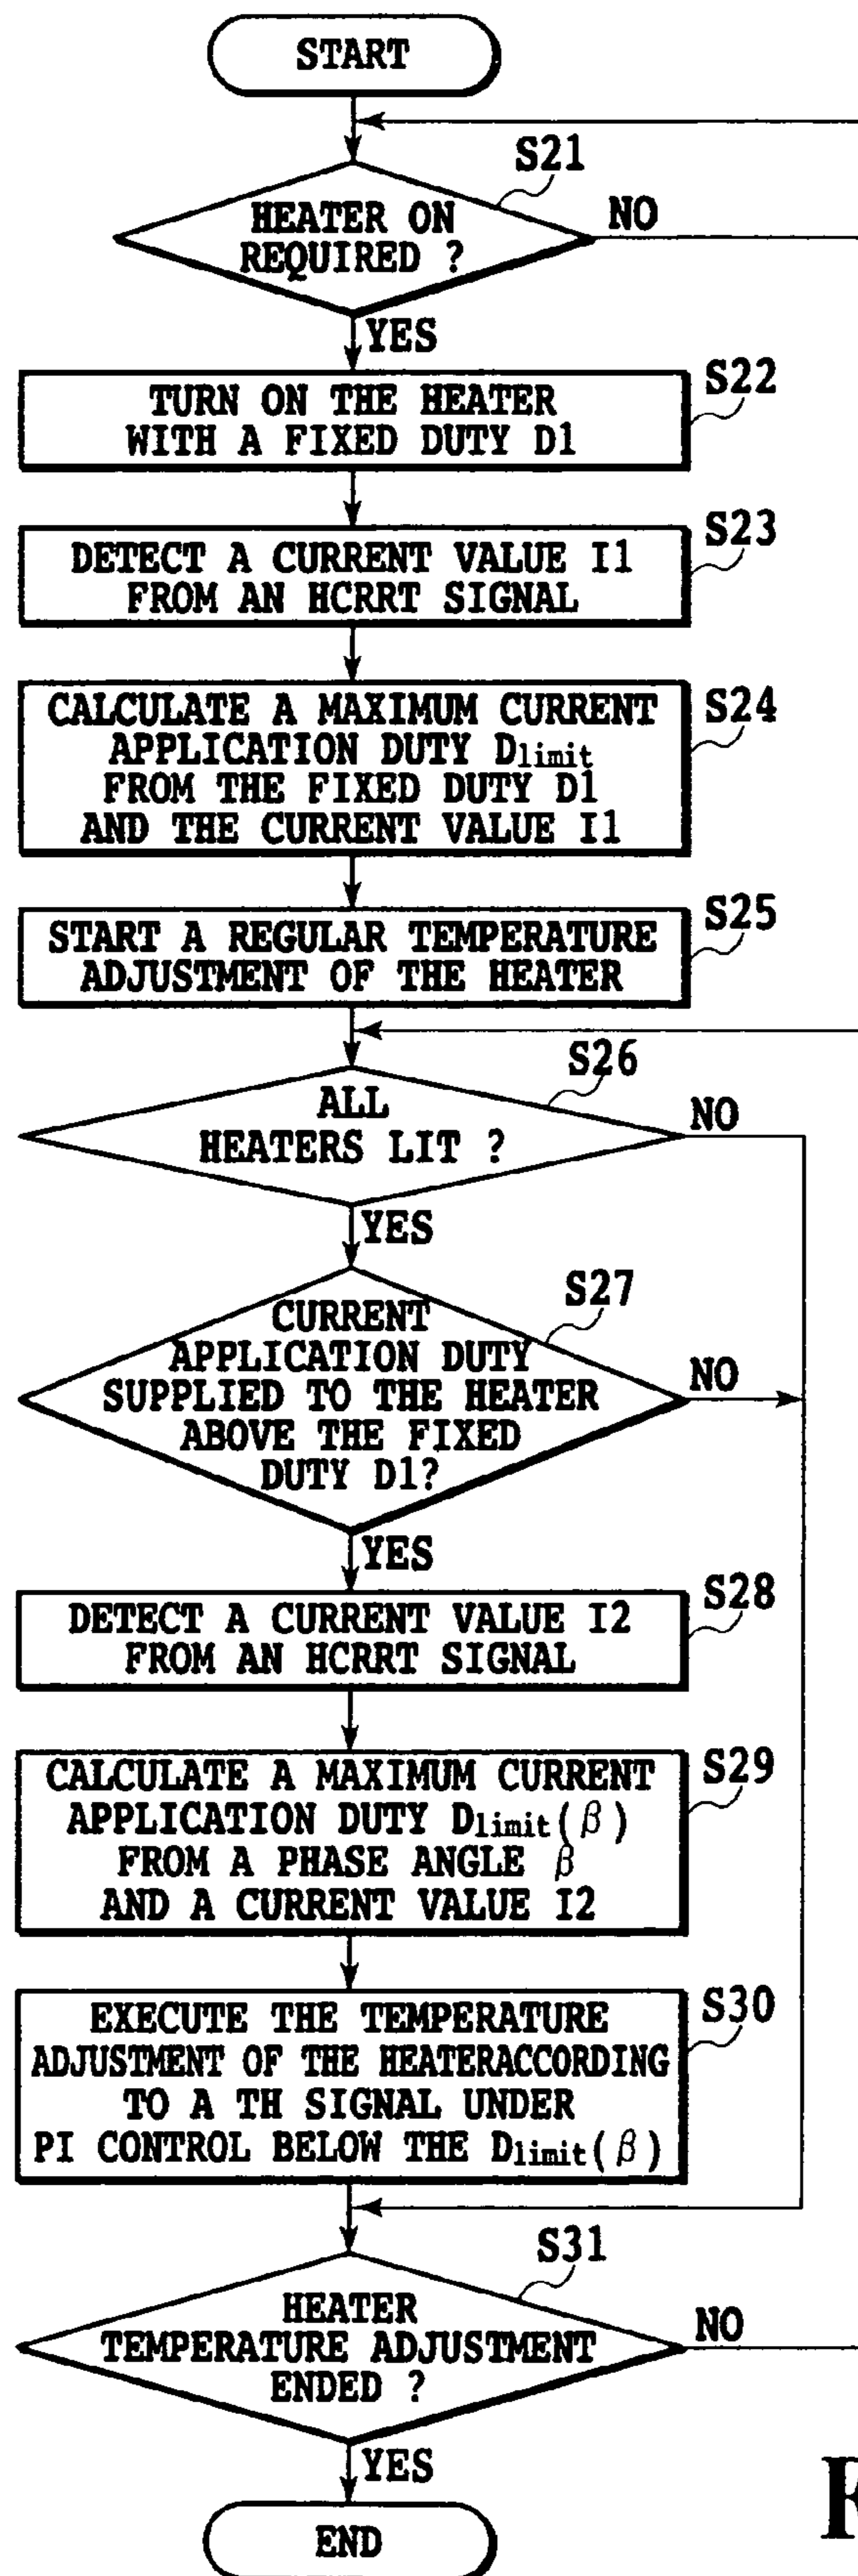 START
S21
HEATER ON
REQUIRED ?
NO
YES
S22
TURN ON THE HEATER
WITH A FIXED DUTY D1
S23
DETECT A CURRENT VALUE I1
FROM AN HCRRT SIGNAL
S24
CALCULATE A MAXIMUM CURRENT
APPLICATION DUTY Dlimit
FROM THE FIXED DUTY D1
AND THE CURRENT VALUE I1
S25
START A REGULAR TEMPERATURE
ADJUSTMENT OF THE HEATER
S26
ALL
HEATERS LIT ?
NO
YES
S27
CURRENT
APPLICATION DUTY
SUPPLIED TO THE HEATER
ABOVE THE FIXED
DUTY D1?
NO
YES
S28
DETECT A CURRENT VALUE I2
FROM AN HCRRT SIGNAL
S29
CALCULATE A MAXIMUM CURRENT
APPLICATION DUTY Dlimit(β)
FROM A PHASE ANGLE β
AND A CURRENT VALUE I2
S30
EXECUTE THE TEMPERATURE
ADJUSTMENT OF THE HEATERACCORDING
TO A TH SIGNAL UNDER
PI CONTROL BELOW THE Dlimit(β)
S31
HEATER
TEMPERATURE ADJUSTMENT
ENDED ?
NO
YES
END